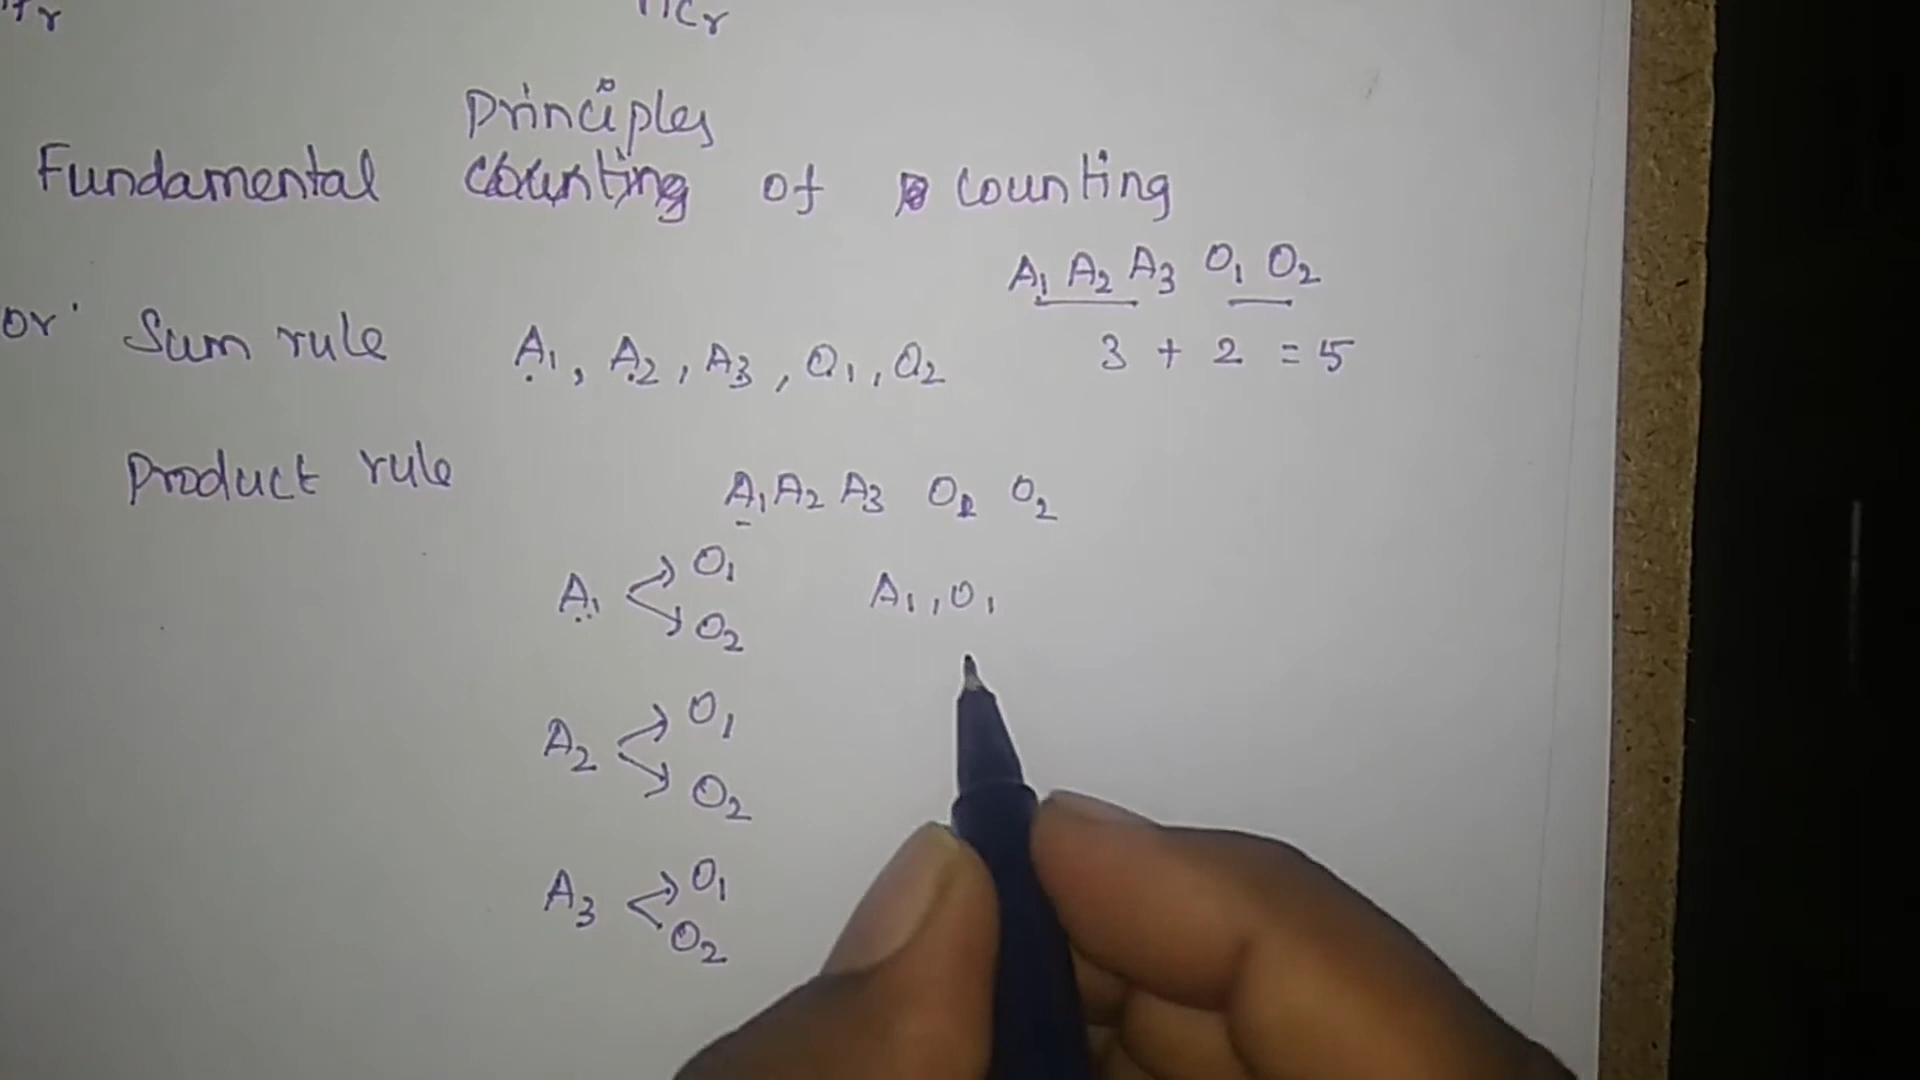 nCr
Principles
Fundamental of counting
A1 A2 A3 O1 O2
or Sum rule A1, A2, A3, O1, O2 3 + 2 = 5
Product rule A1 A2 A3 O1 O2
A1 O1 A1, O1
O2
A2 O1
O2
A3 O1
O2